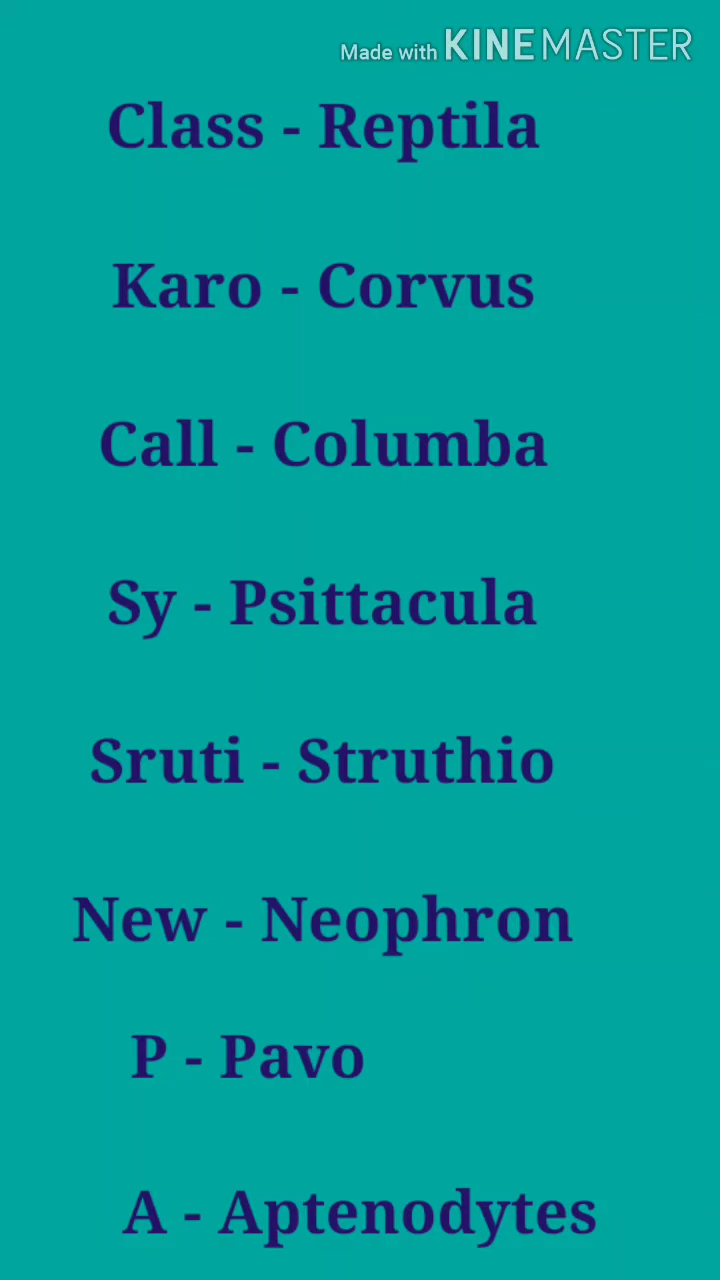 Made with KINEMASTER
Class - Reptila
Karo - Corvus
Call - Columba
Sy - Psittacula
Sruti - Struthio
New - Neophron
P - Pavo
A - Aptenodytes